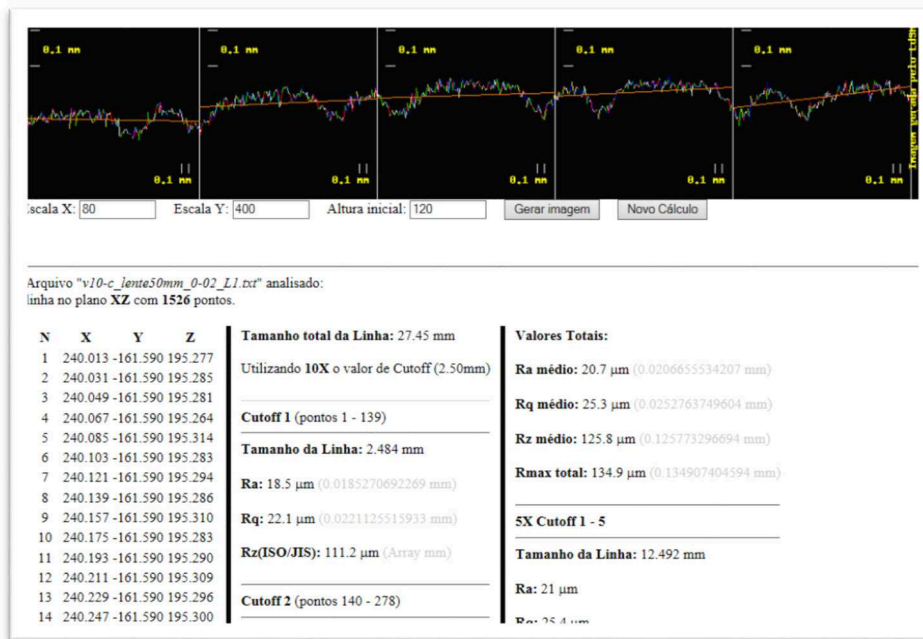 0.1 mm 0.1 mm 0.1 mm 0.1 mm 0.1 mm
0.1 mm 0.1 mm 0.1 mm 0.1 mm 0.1 mm
Imagem gerada pelo
scala X: 80 Escala Y: 400 Altura inicial: 120 Gerar imagem Novo Cálculo
Arquivo "v10-c_lente50mm_0-02_L1.txt" analisado:
linha no plano XZ com 1526 pontos.
N X Y Z
1 240.013 -161.590 195.277
2 240.031 -161.590 195.285
3 240.049 -161.590 195.281
4 240.067 -161.590 195.264
5 240.085 -161.590 195.314
6 240.103 -161.590 195.283
7 240.121 -161.590 195.294
8 240.139 -161.590 195.286
9 240.157 -161.590 195.310
10 240.175 -161.590 195.283
11 240.193 -161.590 195.290
12 240.211 -161.590 195.309
13 240.229 -161.590 195.296
14 240.247 -161.590 195.300
Tamanho total da Linha: 27.45 mm
Utilizando 10X o valor de Cutoff (2.50mm)
Cutoff 1 (pontos 1 - 139)
Tamanho da Linha: 2.484 mm
Ra: 18.5 μm (0.0185270692269 mm)
Rq: 22.1 μm (0.0221125515933 mm)
Rz(ISO/JIS): 111.2 μm (Array mm)
Cutoff 2 (pontos 140 - 278)
Valores Totais:
Ra médio: 20.7 μm (0.0206655534207 mm)
Rq médio: 25.3 μm (0.0252763749604 mm)
Rz médio: 125.8 μm (0.125773296694 mm)
Rmax total: 134.9 μm (0.134907404594 mm)
5X Cutoff 1 - 5
Tamanho da Linha: 12.492 mm
Ra: 21 μm
Rq: 25.4 μm